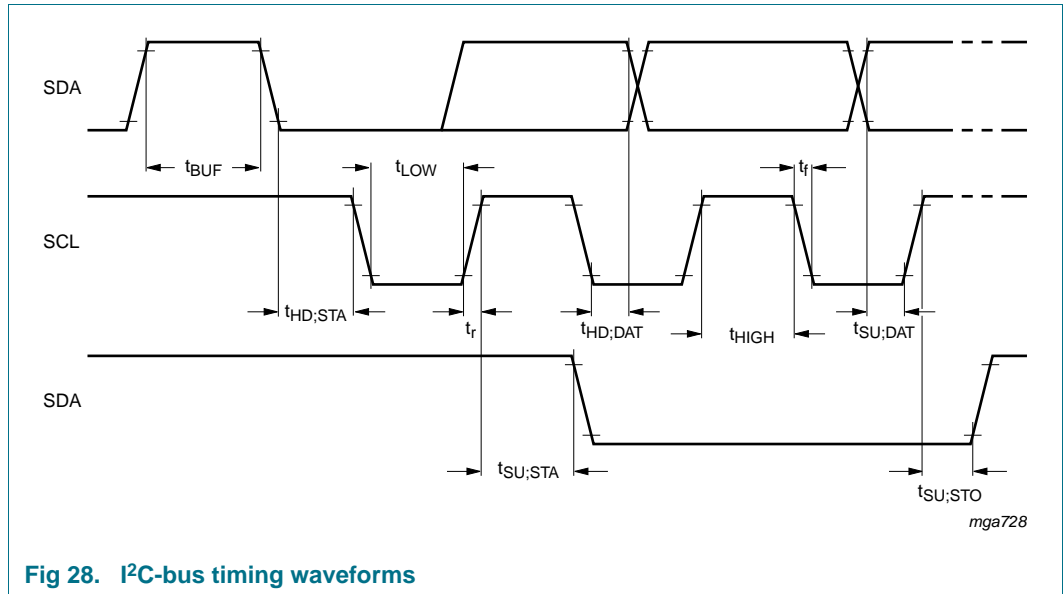 SDA
tBUF
tLOW
tf
SCL
tHD;STA
tr
tHD;DAT
tHIGH
tSU;DAT
SDA
tSU;STA
tSU;STO
mga728
Fig 28. I2C-bus timing waveforms